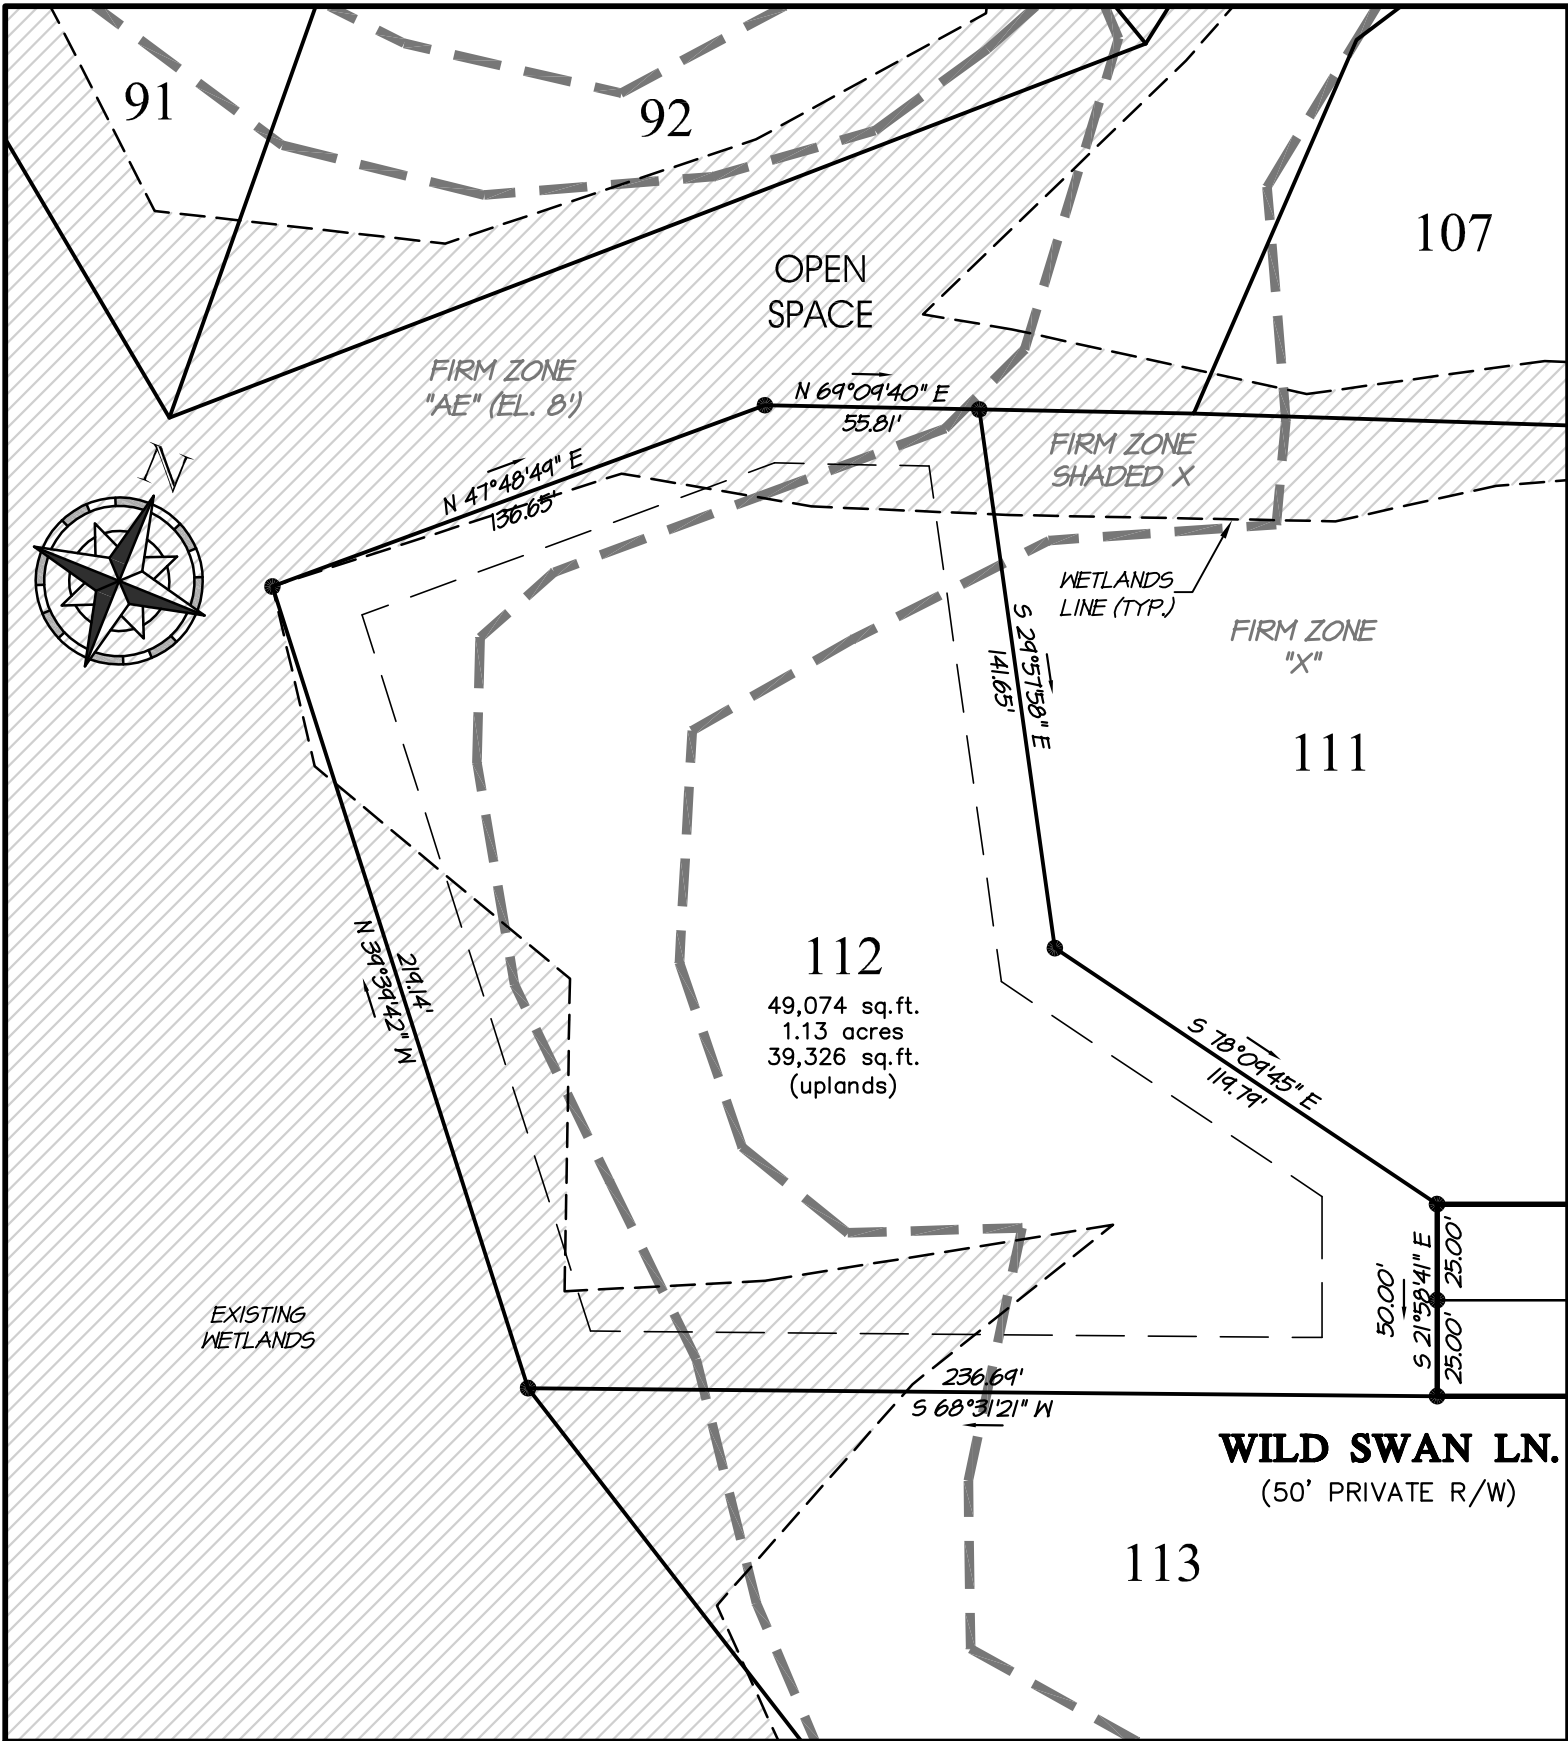 91
92
107
OPEN
SPACE
FIRM ZONE
"AE" (EL. 8')
N 69°09'40" E
55.81'
FIRM ZONE
SHADED X
N
N 47°48'49" E
136.65'
WETLANDS
LINE (TYP.)
S 29°57'58" E
141.65'
FIRM ZONE
"X"
111
219.14'
N 39°39'42" W
112
49,074 sq.ft.
1.13 acres
39,326 sq.ft.
(uplands)
S 78°09'45" E
119.79'
EXISTING
WETLANDS
50.00'
S 21°58'41" E
25.00'
25.00'
236.69'
S 68°31'21" W
WILD SWAN LN.
(50' PRIVATE R/W)
113